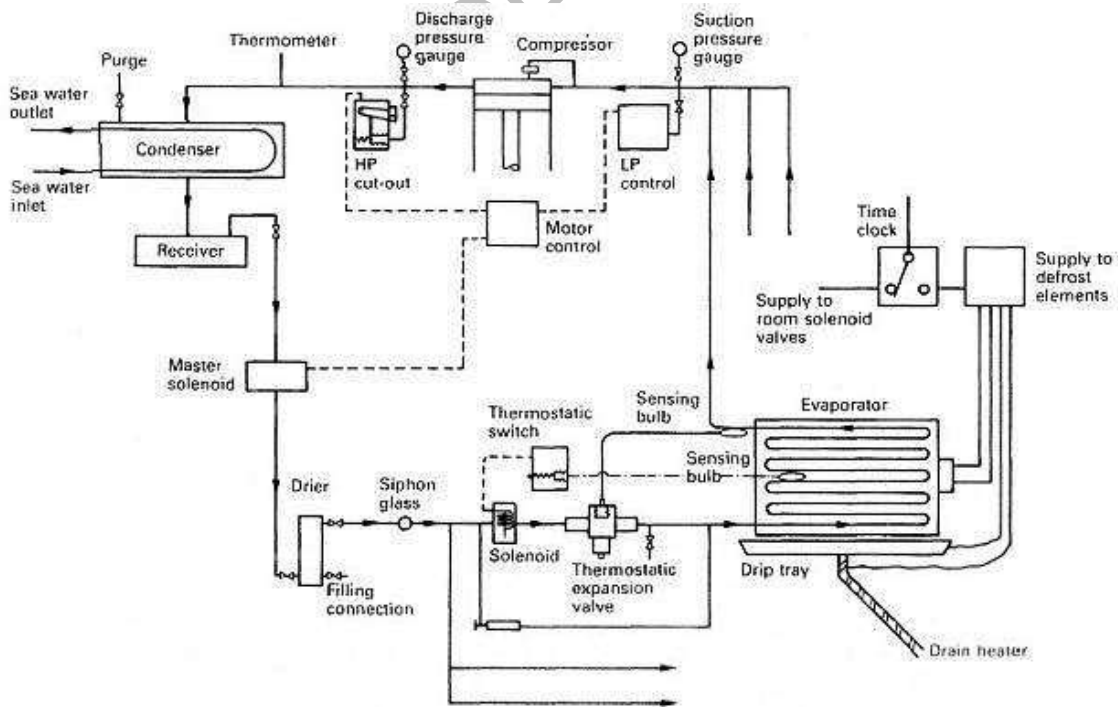 Discharge
pressure
gauge
Suction
pressure
gauge
Thermometer
Compressor
Purge
Sea water
outlet
Condenser
Sea water
inlet
HP
cut-out
LP
control
Motor
control
Receiver
Time
clock
Supply to
defrost
elements
Supply to
room solenoid
valves
Master
solenoid
Sensing
bulb
Evaporator
Thermostatic
switch
Sensing
bulb
Drier
Siphon
glass
Solenoid
Filling
connection
Thermostatic
expansion
valve
Drip tray
Drain heater